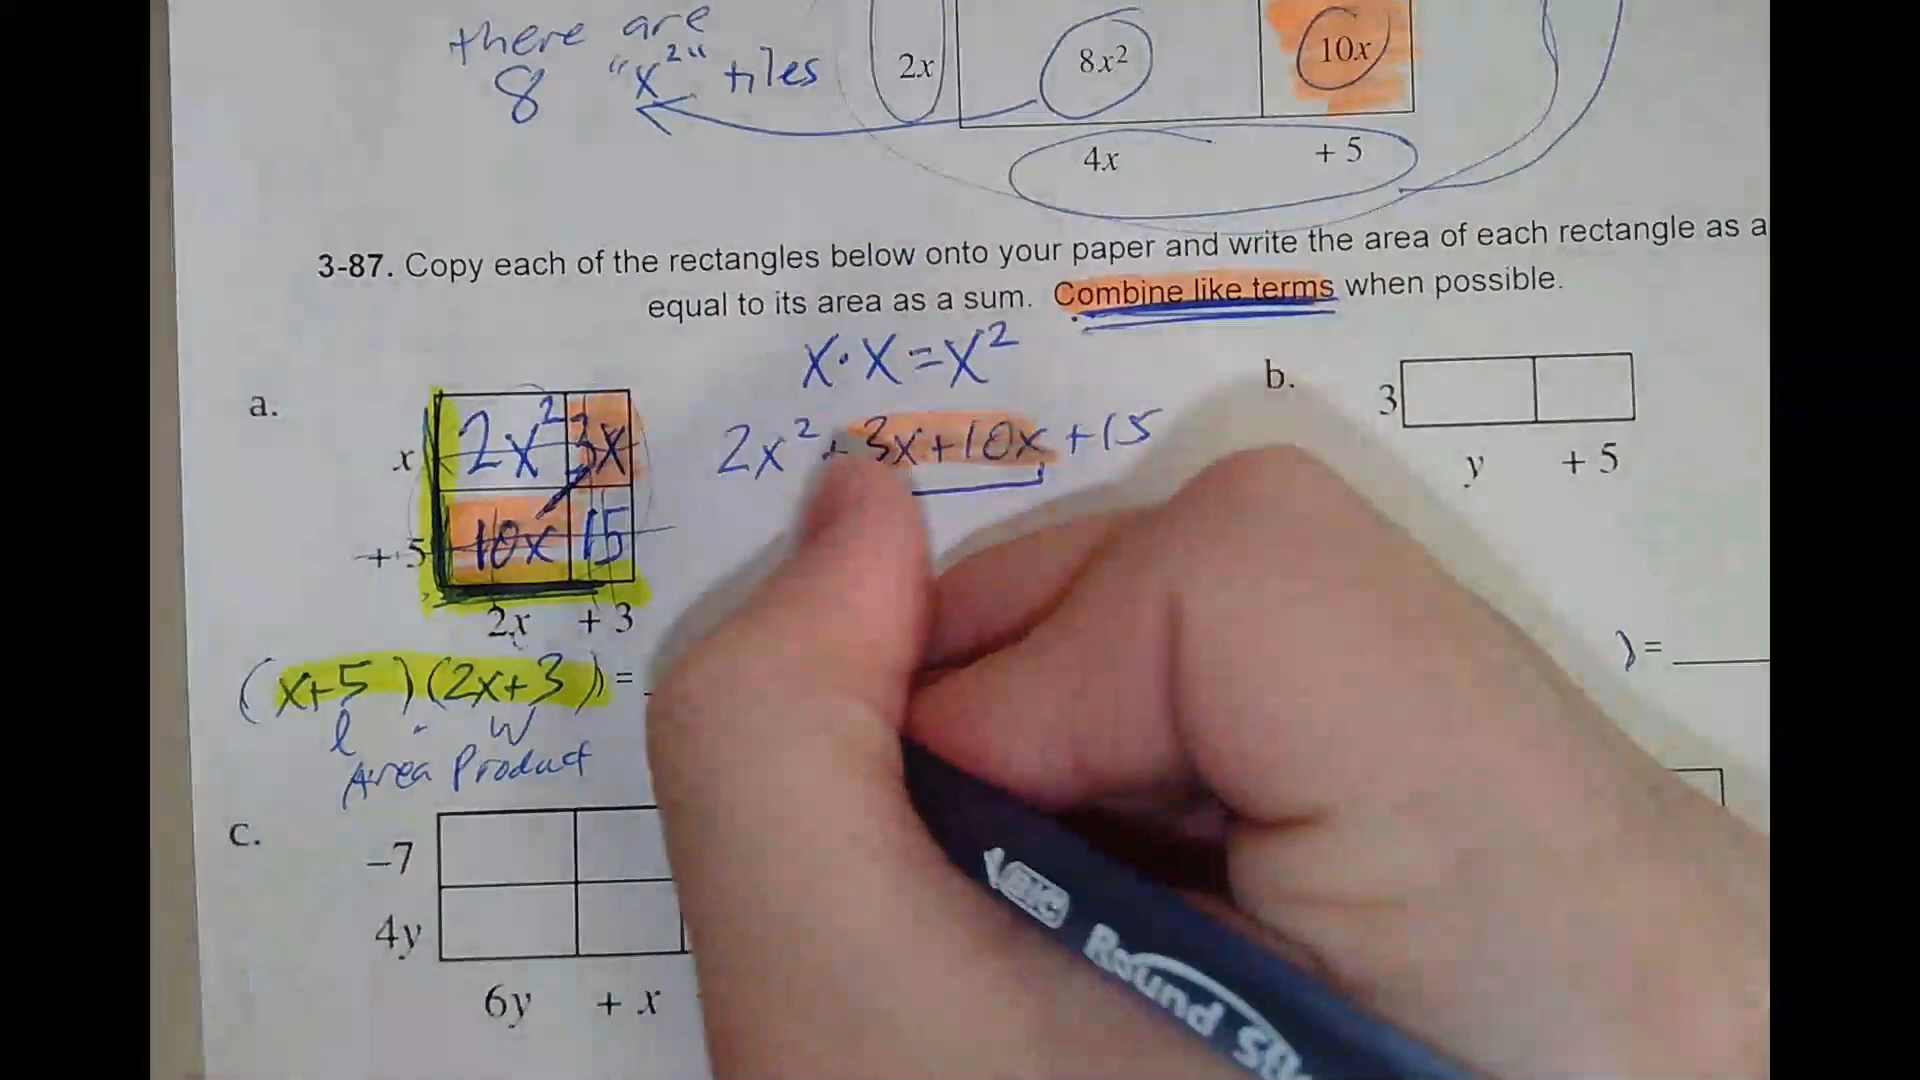 there are
8 "x²" tiles
2x 8x² 10x
4x + 5
3-87. Copy each of the rectangles below onto your paper and write the area of each rectangle as a
equal to its area as a sum. Combine like terms when possible.
x·x=x²
a.
x 2x² 3x
2x²+3x+10x+15
+5 10x 15
2x + 3
(x+5)(2x+3) =
l · w
Area Product
b.
3
y + 5
) =
c.
-7
4y
6y + x
BIC Round St